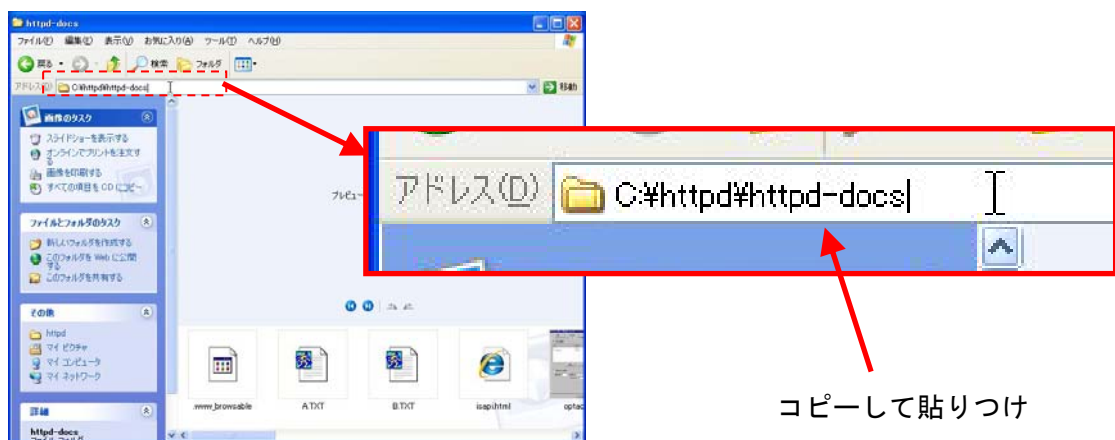 httpd-docs
ファイル(F) 編集(E) 表示(V) お気に入り(A) ツール(T) ヘルプ(H)
戻る 検索 フォルダ
アドレス(D) C:¥httpd¥httpd-docs 移動
画像のタスク
スライドショーを表示する
オンラインでプリントを注文す
る
画像を印刷する
すべての項目を CD にコピー
ファイルとフォルダのタスク
新しいフォルダを作成する
このフォルダを Web に公開
する
このフォルダを共有する
その他
httpd
マイ ピクチャ
マイ コンピュータ
マイ ネットワーク
詳細
httpd-docs
ファイル フォルダ
プレビュー
.www_browsable A.TXT B.TXT isapi.html optac
アドレス(D) C:¥httpd¥httpd-docs
コピーして貼りつけ